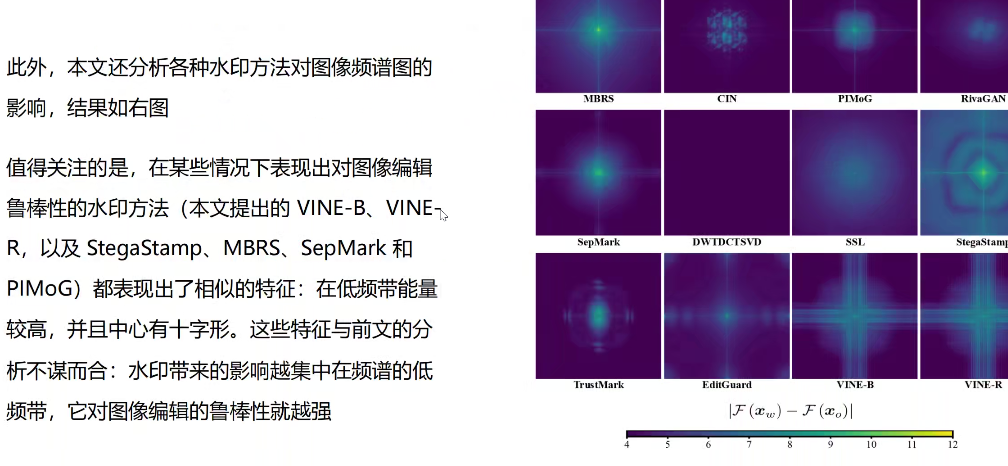 此外，本文还分析各种水印方法对图像频谱图的
影响，结果如右图
值得关注的是，在某些情况下表现出对图像编辑
鲁棒性的水印方法（本文提出的 VINE-B、VINE-
R，以及 StegaStamp、MBRS、SepMark 和
PIMoG）都表现出了相似的特征：在低频带能量
较高，并且中心有十字形。这些特征与前文的分
析不谋而合：水印带来的影响越集中在频谱的低
频带，它对图像编辑的鲁棒性就越强
MBRS CIN PIMoG RivaGAN
SepMark DWTDCTSVD SSL StegaStamp
TrustMark EditGuard VINE-B VINE-R
|F(x_w) − F(x_o)|
4 5 6 7 8 9 10 11 12